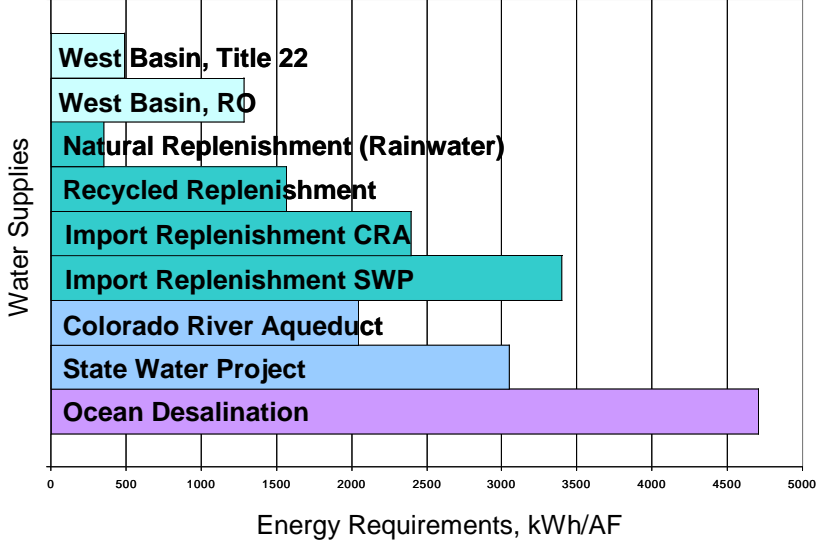 West Basin, Title 22
West Basin, RO
Natural Replenishment (Rainwater)
Recycled Replenishment
Import Replenishment CRA
Import Replenishment SWP
Colorado River Aqueduct
State Water Project
Ocean Desalination
Water Supplies
0 500 1000 1500 2000 2500 3000 3500 4000 4500 5000
Energy Requirements, kWh/AF